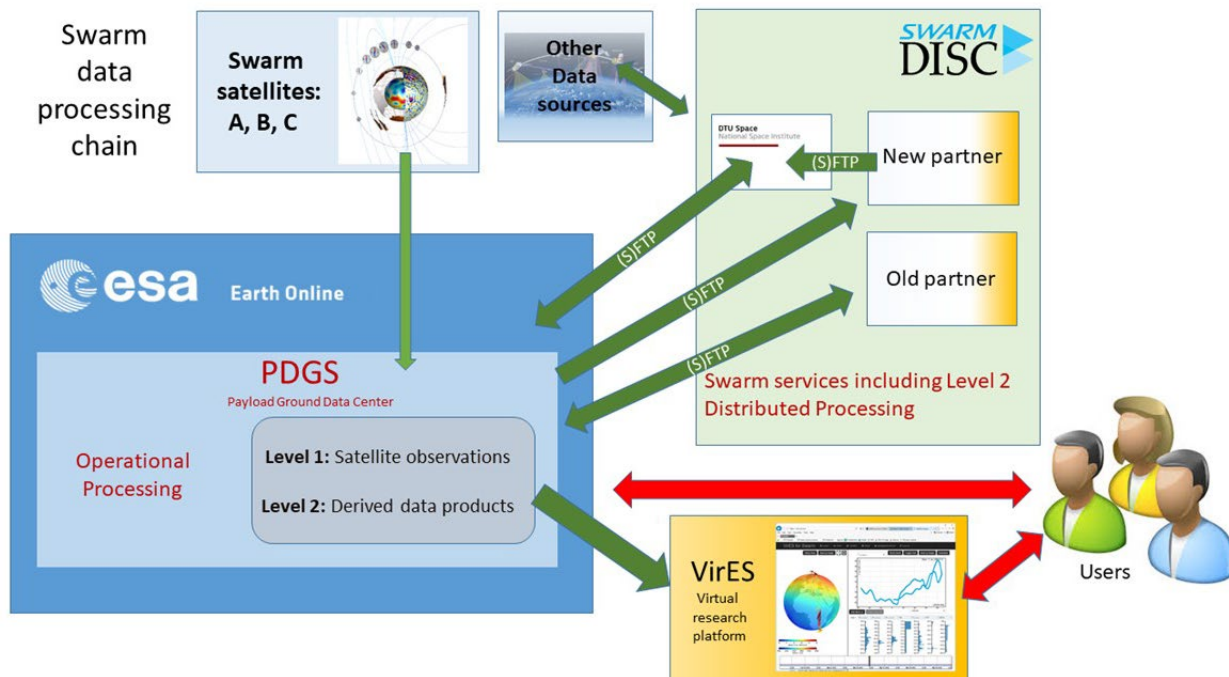 Swarm
data
processing
chain
Swarm
satellites:
A, B, C
Other
Data
sources
SWARM
DISC
DTU Space
National Space Institute
(S)FTP
New partner
Old partner
(S)FTP
(S)FTP
(S)FTP
Swarm services including Level 2
Distributed Processing
esa
Earth Online
PDGS
Payload Ground Data Center
Operational
Processing
Level 1: Satellite observations
Level 2: Derived data products
VirES
Virtual
research
platform
Users